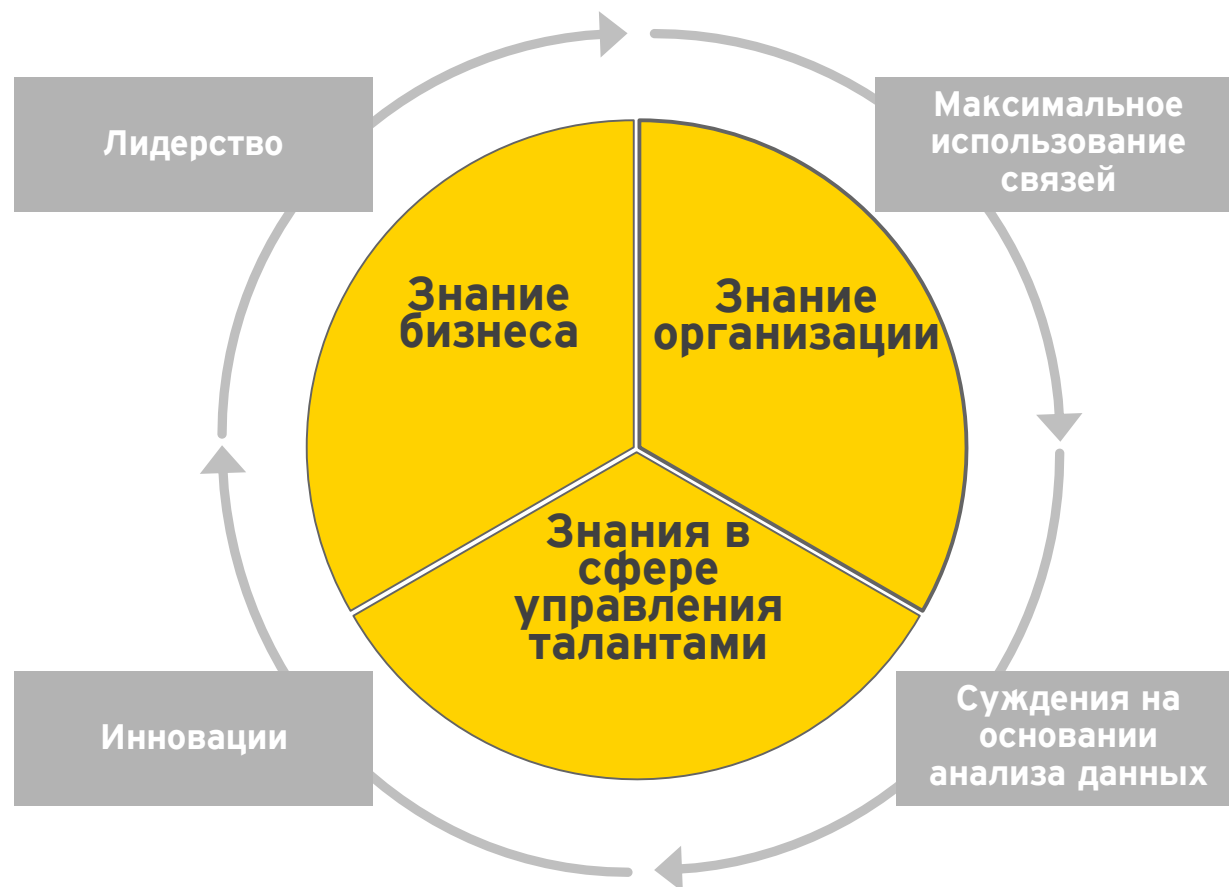 Лидерство
Максимальное
использование
связей
Знание
бизнеса
Знание
организации
Знания в
сфере
управления
талантами
Инновации
Суждения на
основании
анализа данных